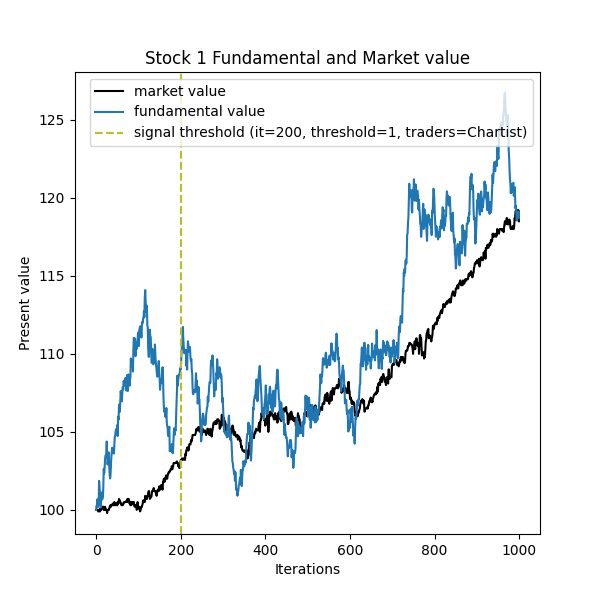 Stock 1 Fundamental and Market value
market value
fundamental value
signal threshold (it=200, threshold=1, traders=Chartist)
125
120
115
110
105
100
Present value
0 200 400 600 800 1000
Iterations